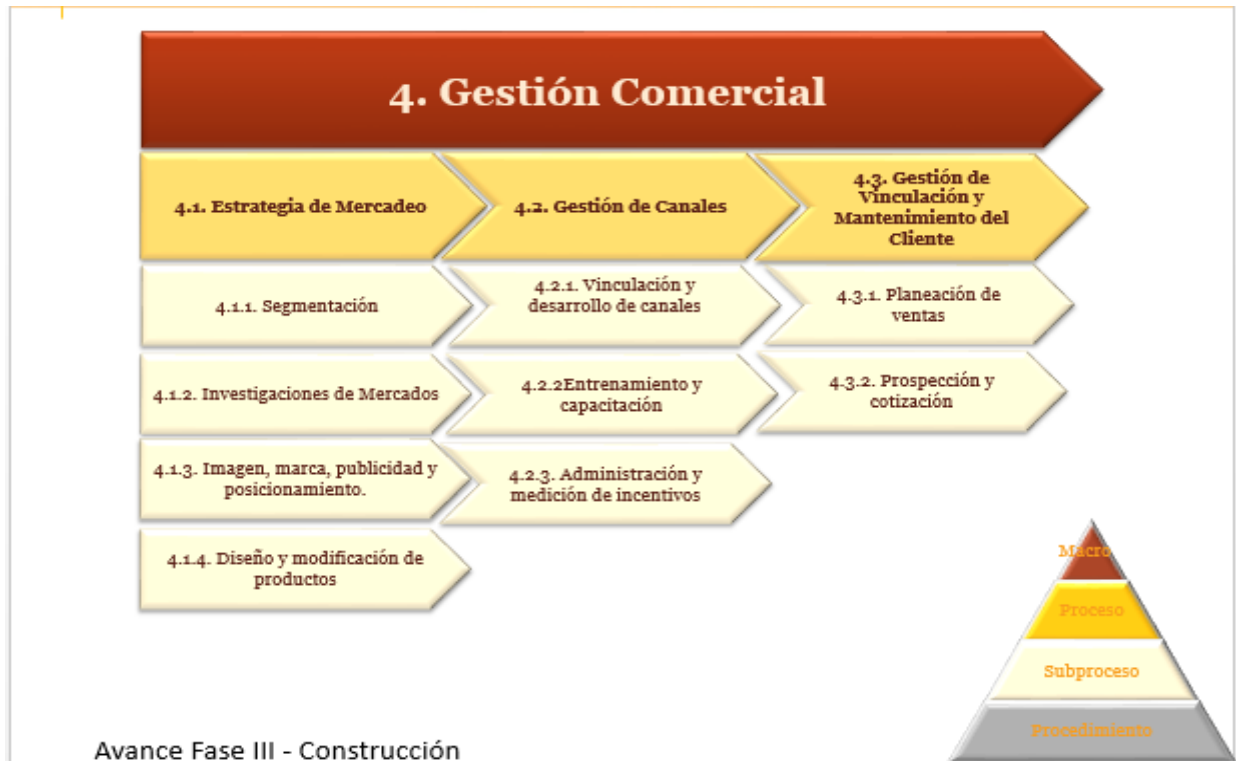 4. Gestión Comercial
4.1. Estrategia de Mercadeo
4.2. Gestión de Canales
4.3. Gestión de
Vinculación y
Mantenimiento del
Cliente
4.1.1. Segmentación
4.2.1. Vinculación y
desarrollo de canales
4.3.1. Planeación de
ventas
4.1.2. Investigaciones de Mercados
4.2.2Entrenamiento y
capacitación
4.3.2. Prospección y
cotización
4.1.3. Imagen, marca, publicidad y
posicionamiento.
4.2.3. Administración y
medición de incentivos
4.1.4. Diseño y modificación de
productos
Macro
Proceso
Subproceso
Procedimiento
Avance Fase III - Construcción